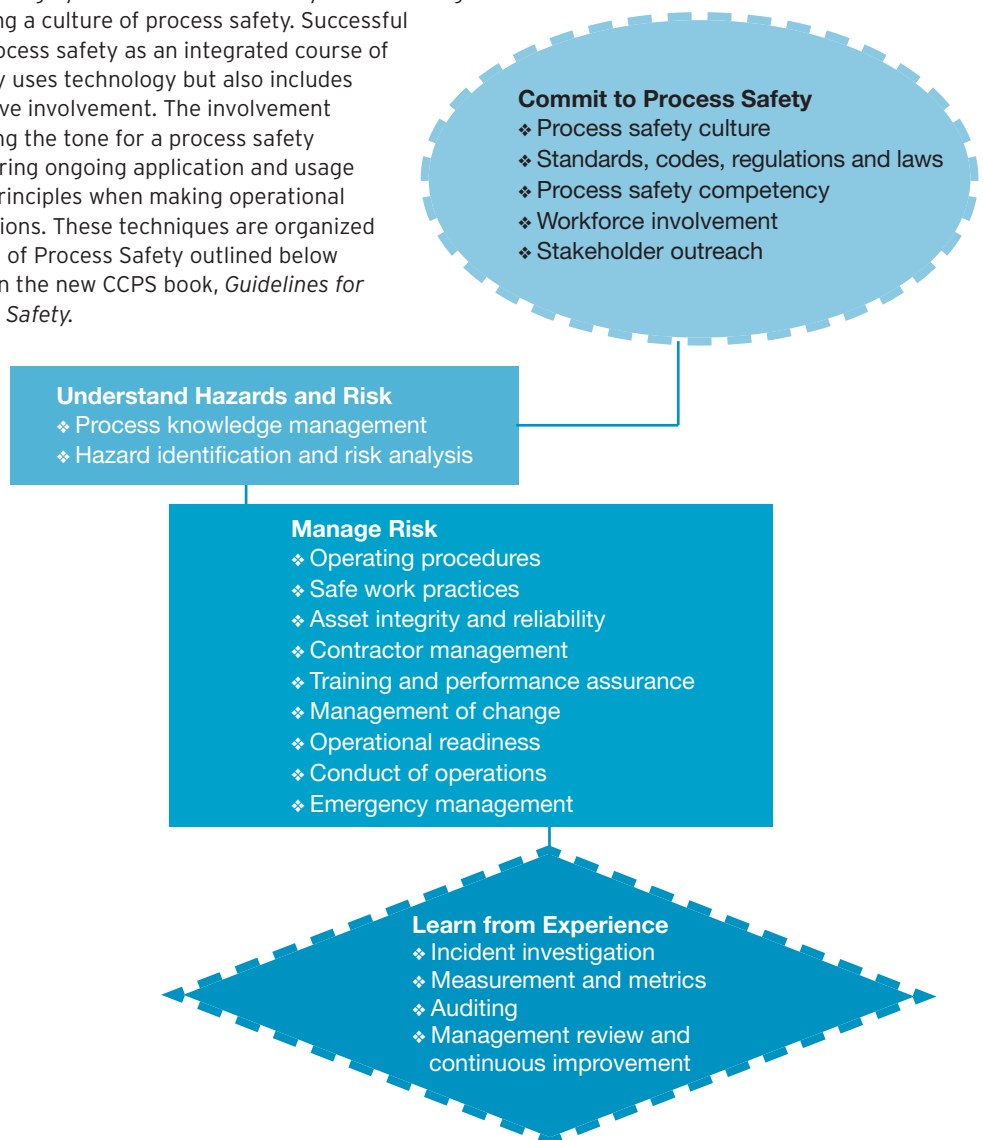 ng a culture of process safety. Successful
ocess safety as an integrated course of
y uses technology but also includes
ve involvement. The involvement
ng the tone for a process safety
ring ongoing application and usage
rinciples when making operational
ions. These techniques are organized
of Process Safety outlined below
n the new CCPS book, Guidelines for
Safety.
Commit to Process Safety
❖ Process safety culture
❖ Standards, codes, regulations and laws
❖ Process safety competency
❖ Workforce involvement
❖ Stakeholder outreach
Understand Hazards and Risk
❖ Process knowledge management
❖ Hazard identification and risk analysis
Manage Risk
❖ Operating procedures
❖ Safe work practices
❖ Asset integrity and reliability
❖ Contractor management
❖ Training and performance assurance
❖ Management of change
❖ Operational readiness
❖ Conduct of operations
❖ Emergency management
Learn from Experience
❖ Incident investigation
❖ Measurement and metrics
❖ Auditing
❖ Management review and
continuous improvement